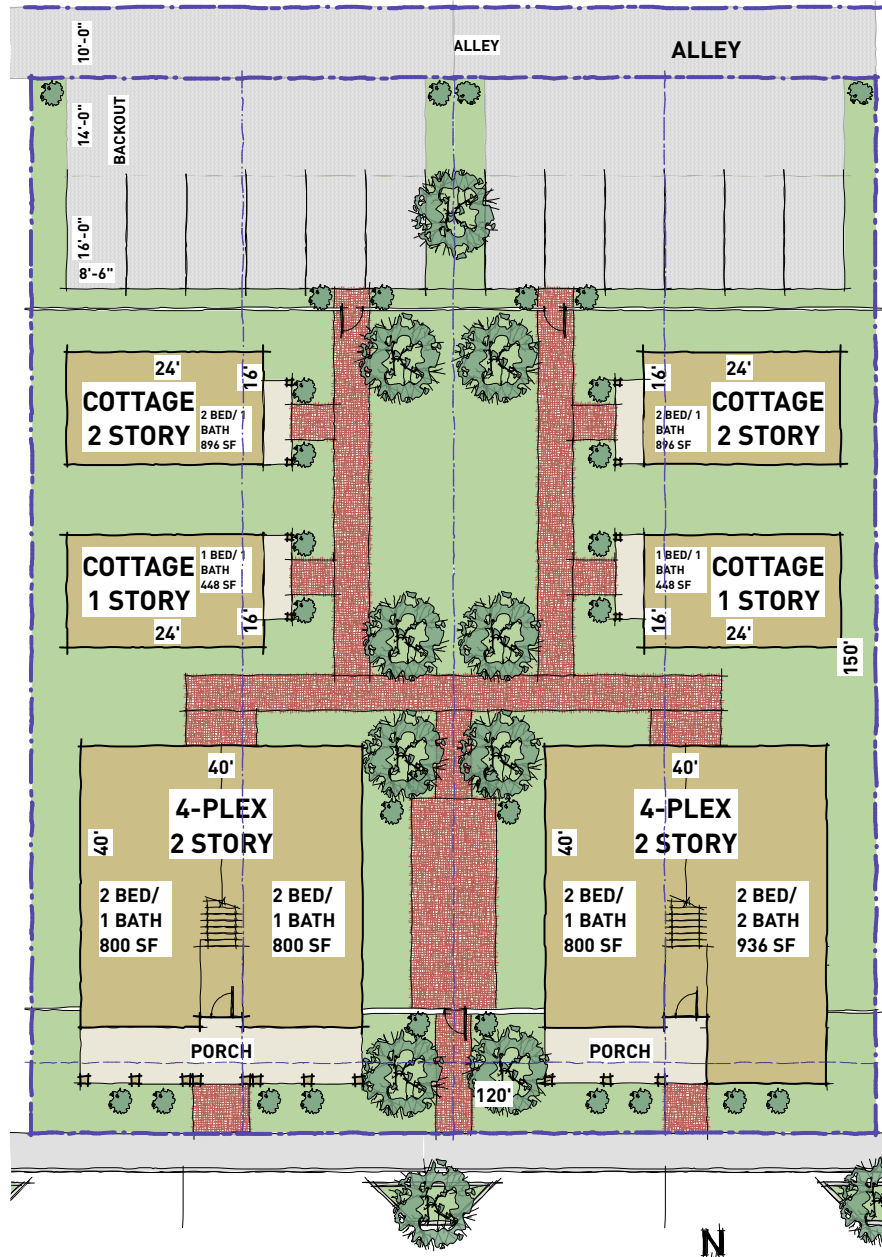 10'-0"
ALLEY
ALLEY
14'-0"
BACKOUT
16'-0"
8'-6"
24'
16'
COTTAGE
2 STORY
2 BED/ 1
BATH
896 SF
16'
24'
2 BED/ 1
BATH
896 SF
COTTAGE
2 STORY
COTTAGE
1 STORY
1 BED/ 1
BATH
448 SF
24'
16'
1 BED/ 1
BATH
448 SF
COTTAGE
1 STORY
16'
24'
150'
40'
4-PLEX
2 STORY
40'
2 BED/
1 BATH
800 SF
2 BED/
1 BATH
800 SF
40'
4-PLEX
2 STORY
40'
2 BED/
1 BATH
800 SF
2 BED/
2 BATH
936 SF
PORCH
PORCH
120'
N